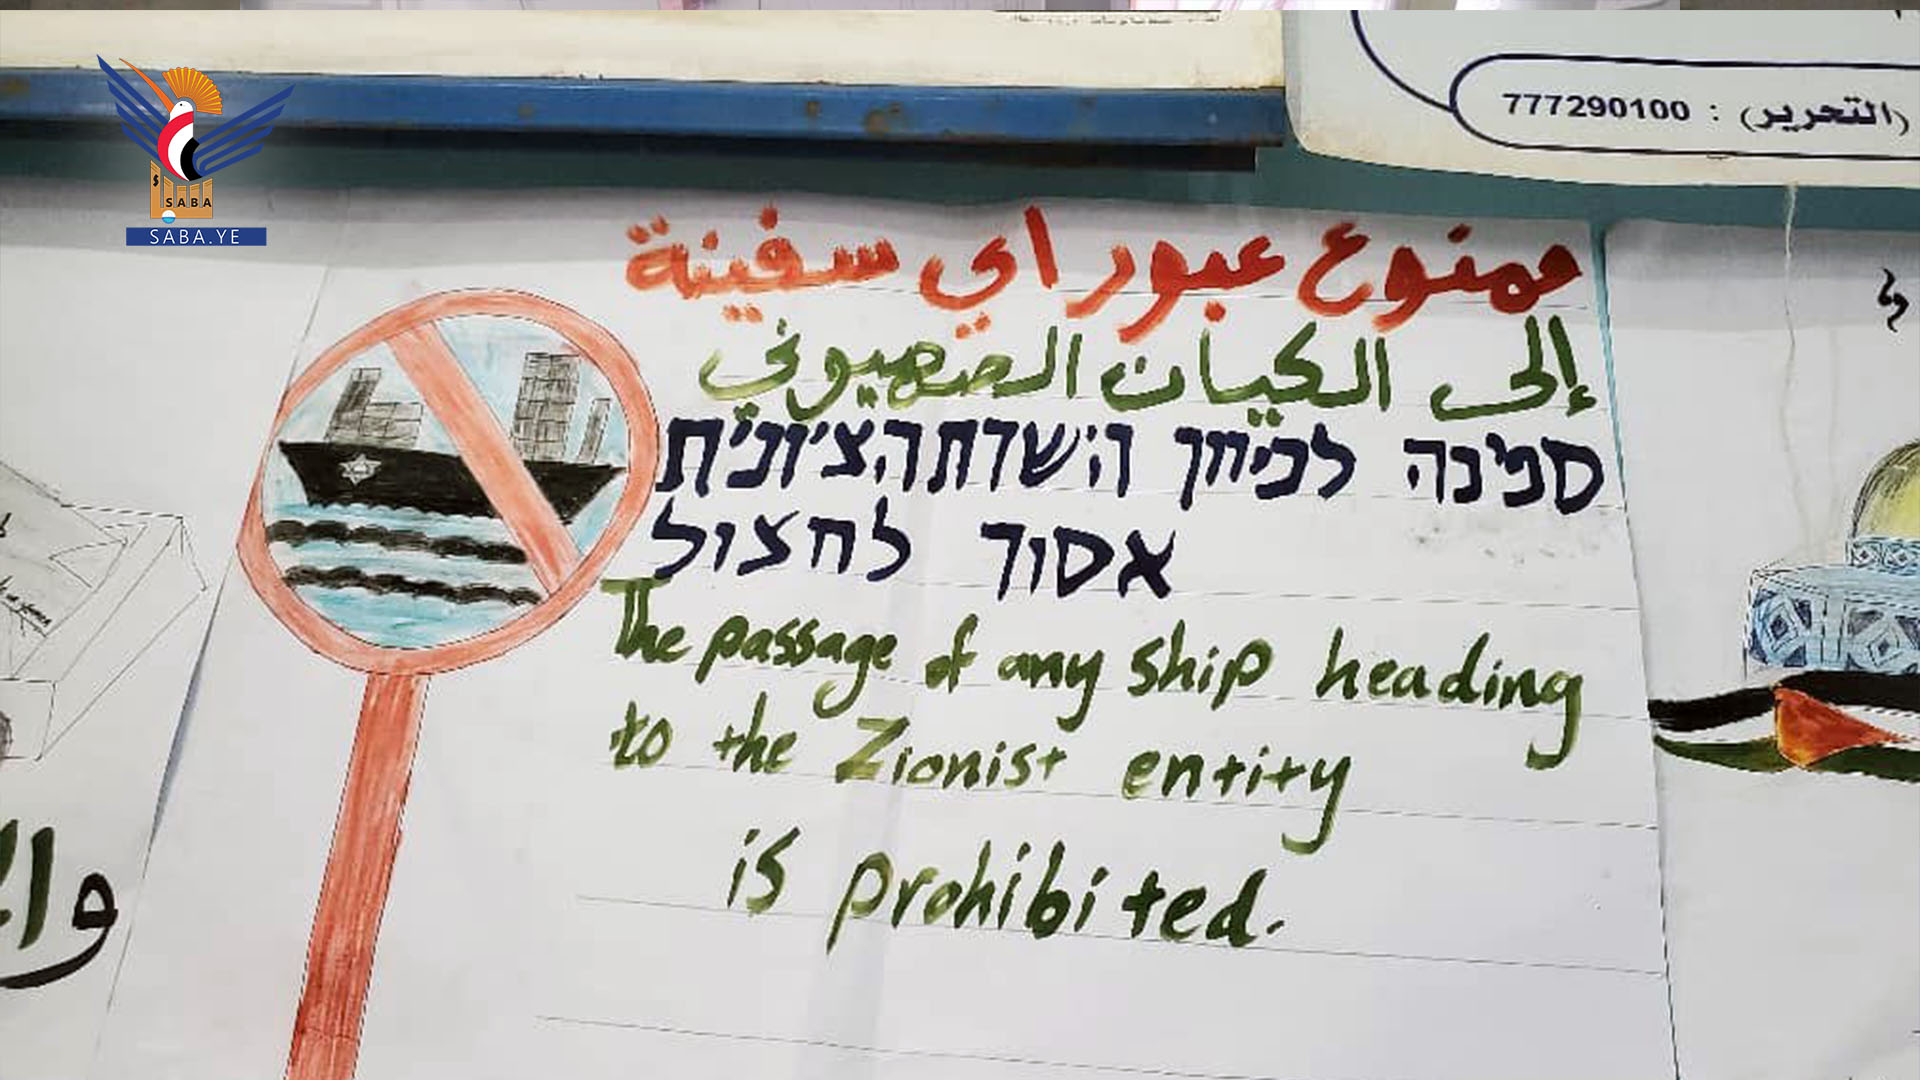 SABA
SABA.YE
(التحرير) : 777290100
ممنوع عبور اي سفينة
إلى الكيان الصهيوني
ספינה לכיוון הישות הציונית
אסור לחצול
The passage of any ship heading
to the Zionist entity
is prohibited.